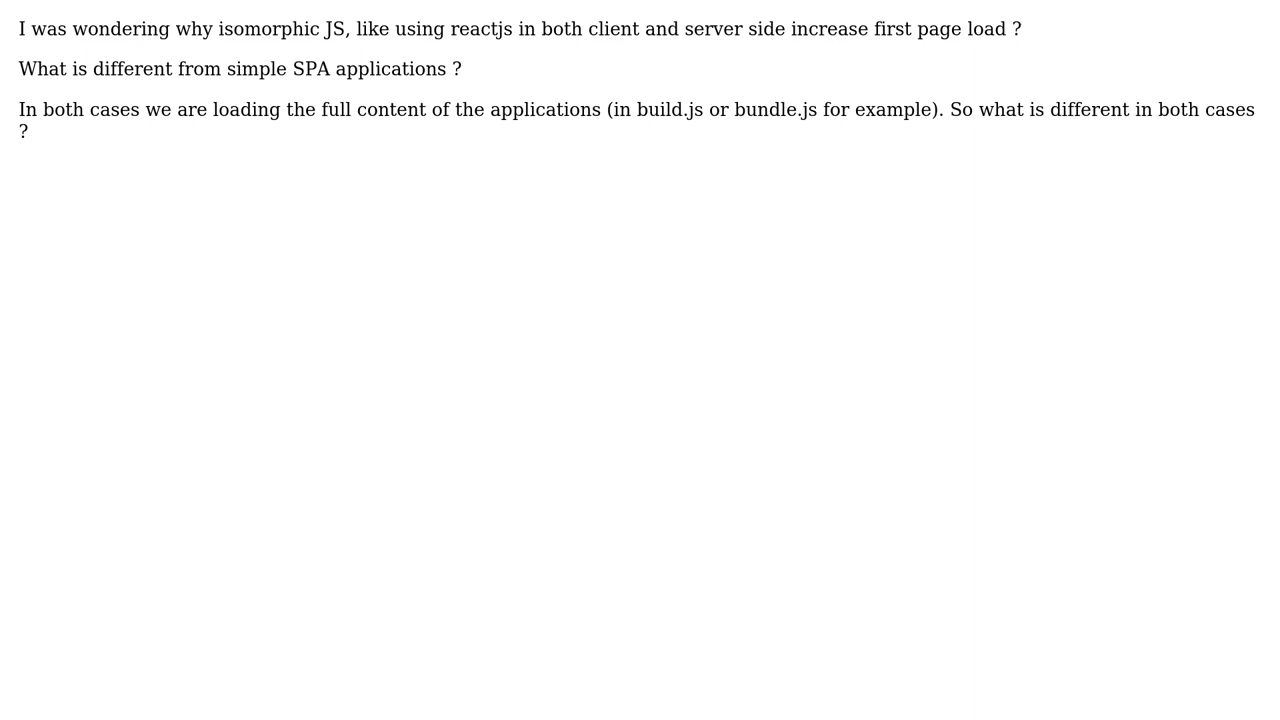 I was wondering why isomorphic JS, like using reactjs in both client and server side increase first page load ?
What is different from simple SPA applications ?
In both cases we are loading the full content of the applications (in build.js or bundle.js for example). So what is different in both cases
?